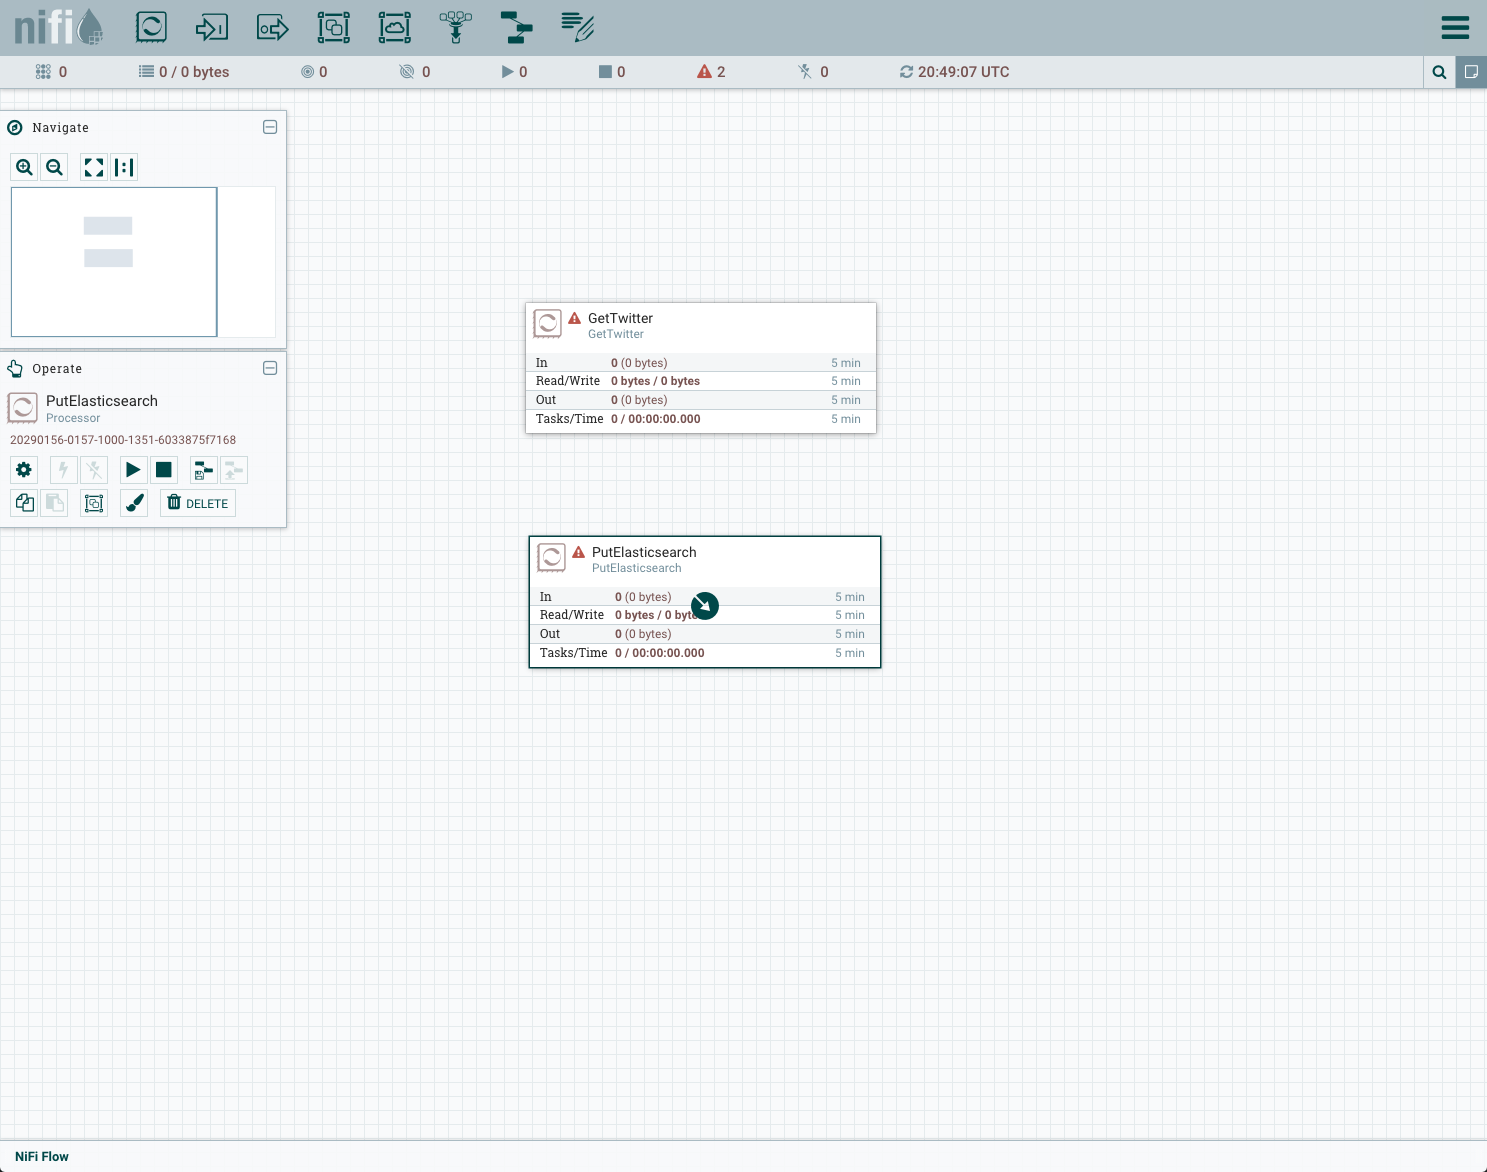 nifi
0 0 / 0 bytes 0 0 0 0 2 0 20:49:07 UTC
Navigate
Operate
PutElasticsearch
Processor
20290156-0157-1000-1351-6033875f7168
DELETE
GetTwitter
GetTwitter
In 0 (0 bytes) 5 min
Read/Write 0 bytes / 0 bytes 5 min
Out 0 (0 bytes) 5 min
Tasks/Time 0 / 00:00:00.000 5 min
PutElasticsearch
PutElasticsearch
In 0 (0 bytes) 5 min
Read/Write 0 bytes / 0 byte 5 min
Out 0 (0 bytes) 5 min
Tasks/Time 0 / 00:00:00.000 5 min
NiFi Flow